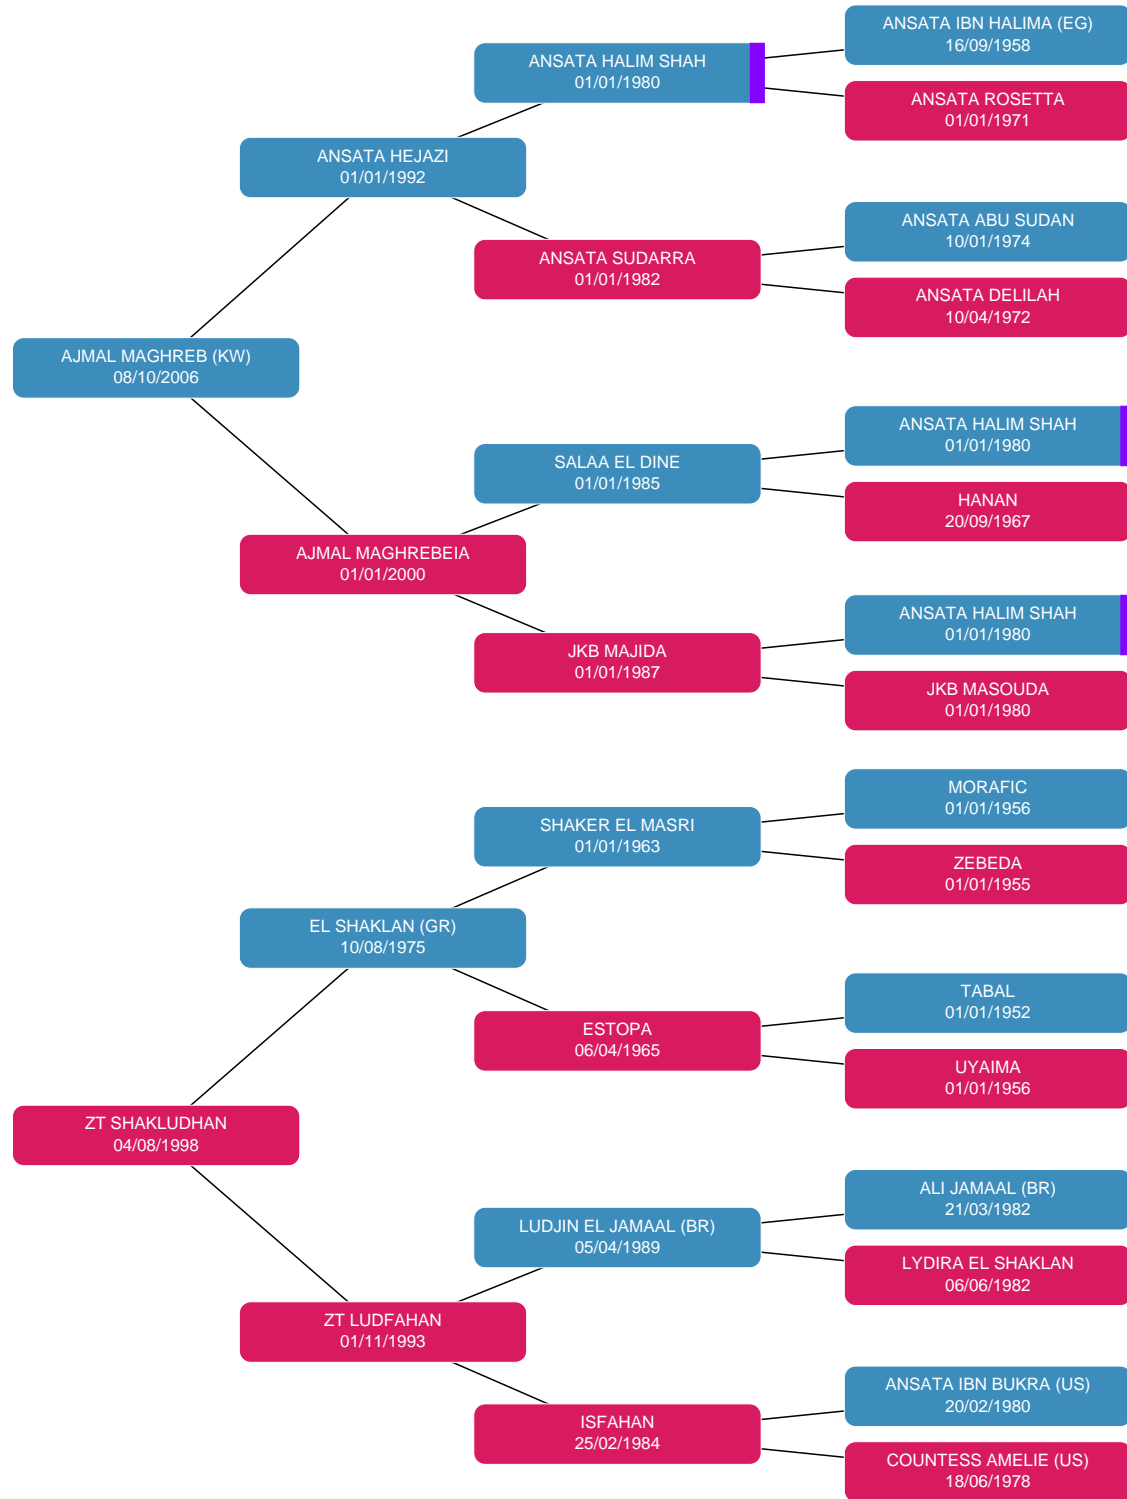 ANSATA IBN HALIMA (EG)
16/09/1958
ANSATA HALIM SHAH
01/01/1980
ANSATA ROSETTA
01/01/1971
ANSATA HEJAZI
01/01/1992
ANSATA ABU SUDAN
10/01/1974
ANSATA SUDARRA
01/01/1982
ANSATA DELILAH
10/04/1972
AJMAL MAGHREB (KW)
08/10/2006
ANSATA HALIM SHAH
01/01/1980
SALAA EL DINE
01/01/1985
HANAN
20/09/1967
AJMAL MAGHREBEIA
01/01/2000
ANSATA HALIM SHAH
01/01/1980
JKB MAJIDA
01/01/1987
JKB MASOUDA
01/01/1980
MORAFIC
01/01/1956
SHAKER EL MASRI
01/01/1963
ZEBEDA
01/01/1955
EL SHAKLAN (GR)
10/08/1975
TABAL
01/01/1952
ESTOPA
06/04/1965
UYAIMA
01/01/1956
ZT SHAKLUDHAN
04/08/1998
ALI JAMAAL (BR)
21/03/1982
LUDJIN EL JAMAAL (BR)
05/04/1989
LYDIRA EL SHAKLAN
06/06/1982
ZT LUDFAHAN
01/11/1993
ANSATA IBN BUKRA (US)
20/02/1980
ISFAHAN
25/02/1984
COUNTESS AMELIE (US)
18/06/1978